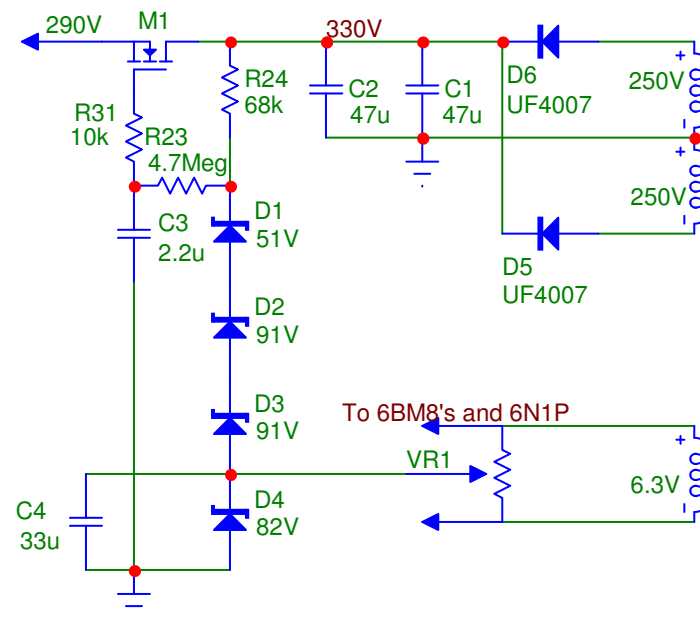 290V
M1
330V
R24
68k
C2
47u
C1
47u
D6
UF4007
250V
+
-
R31
10k
R23
4.7Meg
+
250V
-
C3
2.2u
D1
51V
D5
UF4007
D2
91V
D3
91V
To 6BM8's and 6N1P
VR1
+
6.3V
-
D4
82V
C4
33u